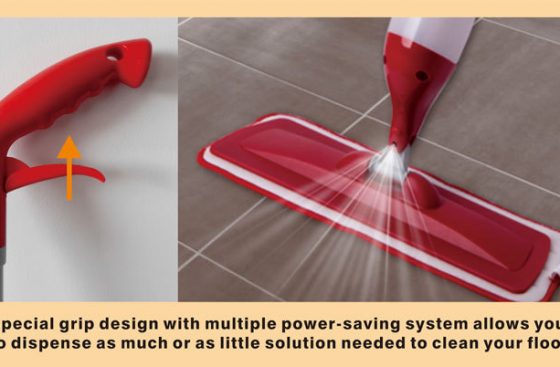 pecial grip design with multiple power-saving system allows you
o dispense as much or as little solution needed to clean your floo